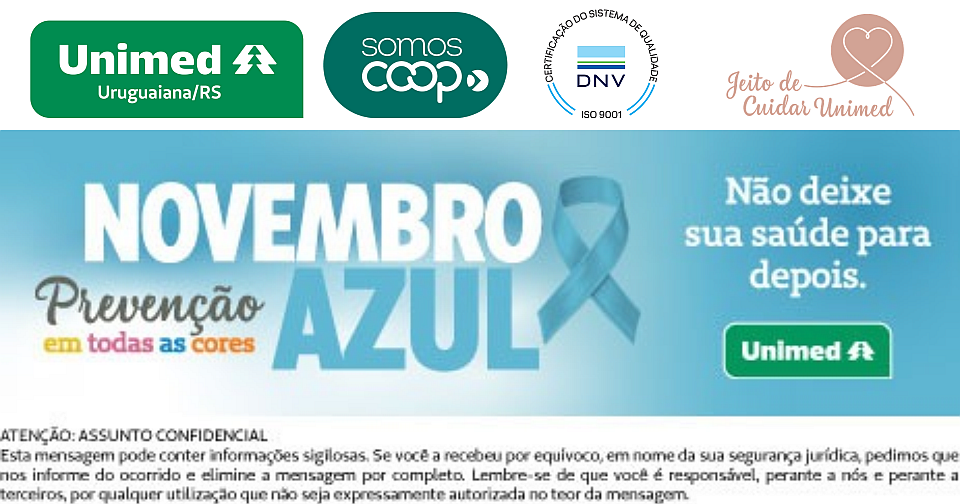 Unimed
Uruguaiana/RS
somos
coop
CERTIFICAÇÃO DO SISTEMA DE QUALIDADE
DNV
ISO 9001
Jeito de
Cuidar Unimed
NOVEMBRO
AZUL
Prevenção
em todas as cores
Não deixe
sua saúde para
depois.
Unimed
ATENÇÃO: ASSUNTO CONFIDENCIAL
Esta mensagem pode conter informações sigilosas. Se você a recebeu por equívoco, em nome da sua segurança jurídica, pedimos que
nos informe do ocorrido e elimine a mensagem por completo. Lembre-se de que você é responsável, perante a nós e perante a
terceiros, por qualquer utilização que não seja expressamente autorizada no teor da mensagem.